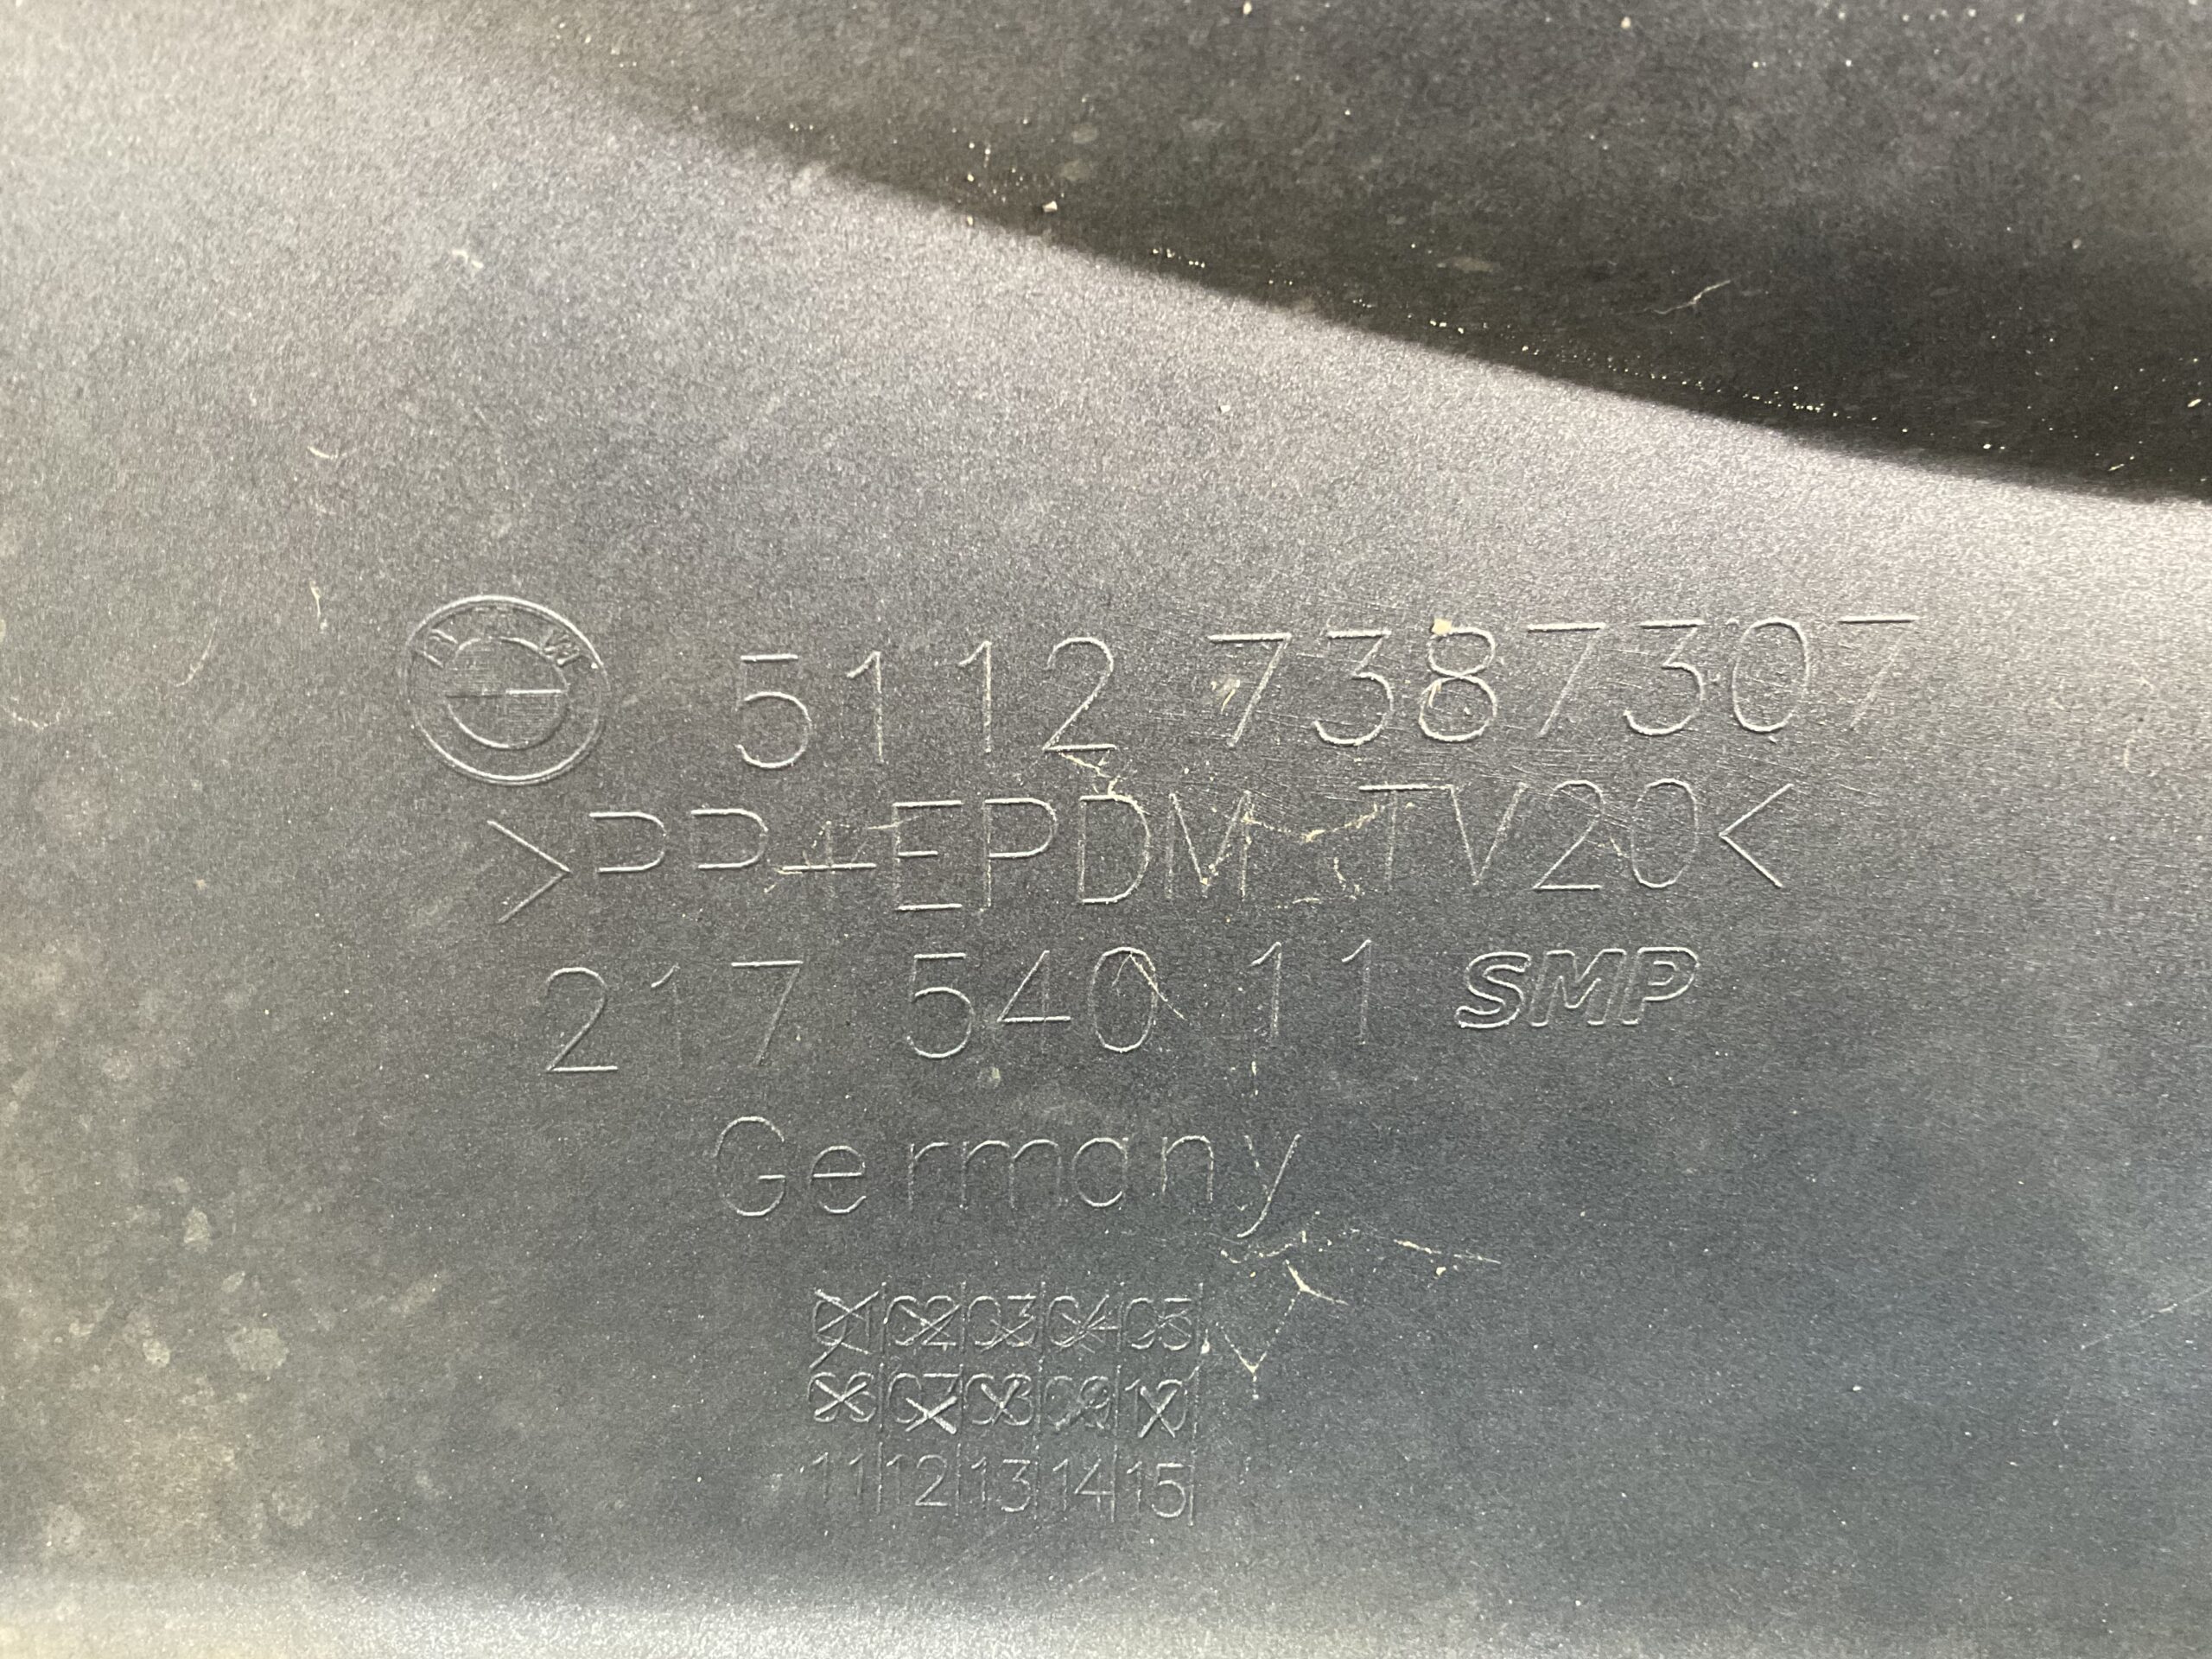 BMW 5112 7387307
>PP+EPDM-TV20<
217 540 11 SMP
Germany
01|02|03|04|05|
06|07|08|09|10|
11|12|13|14|15|